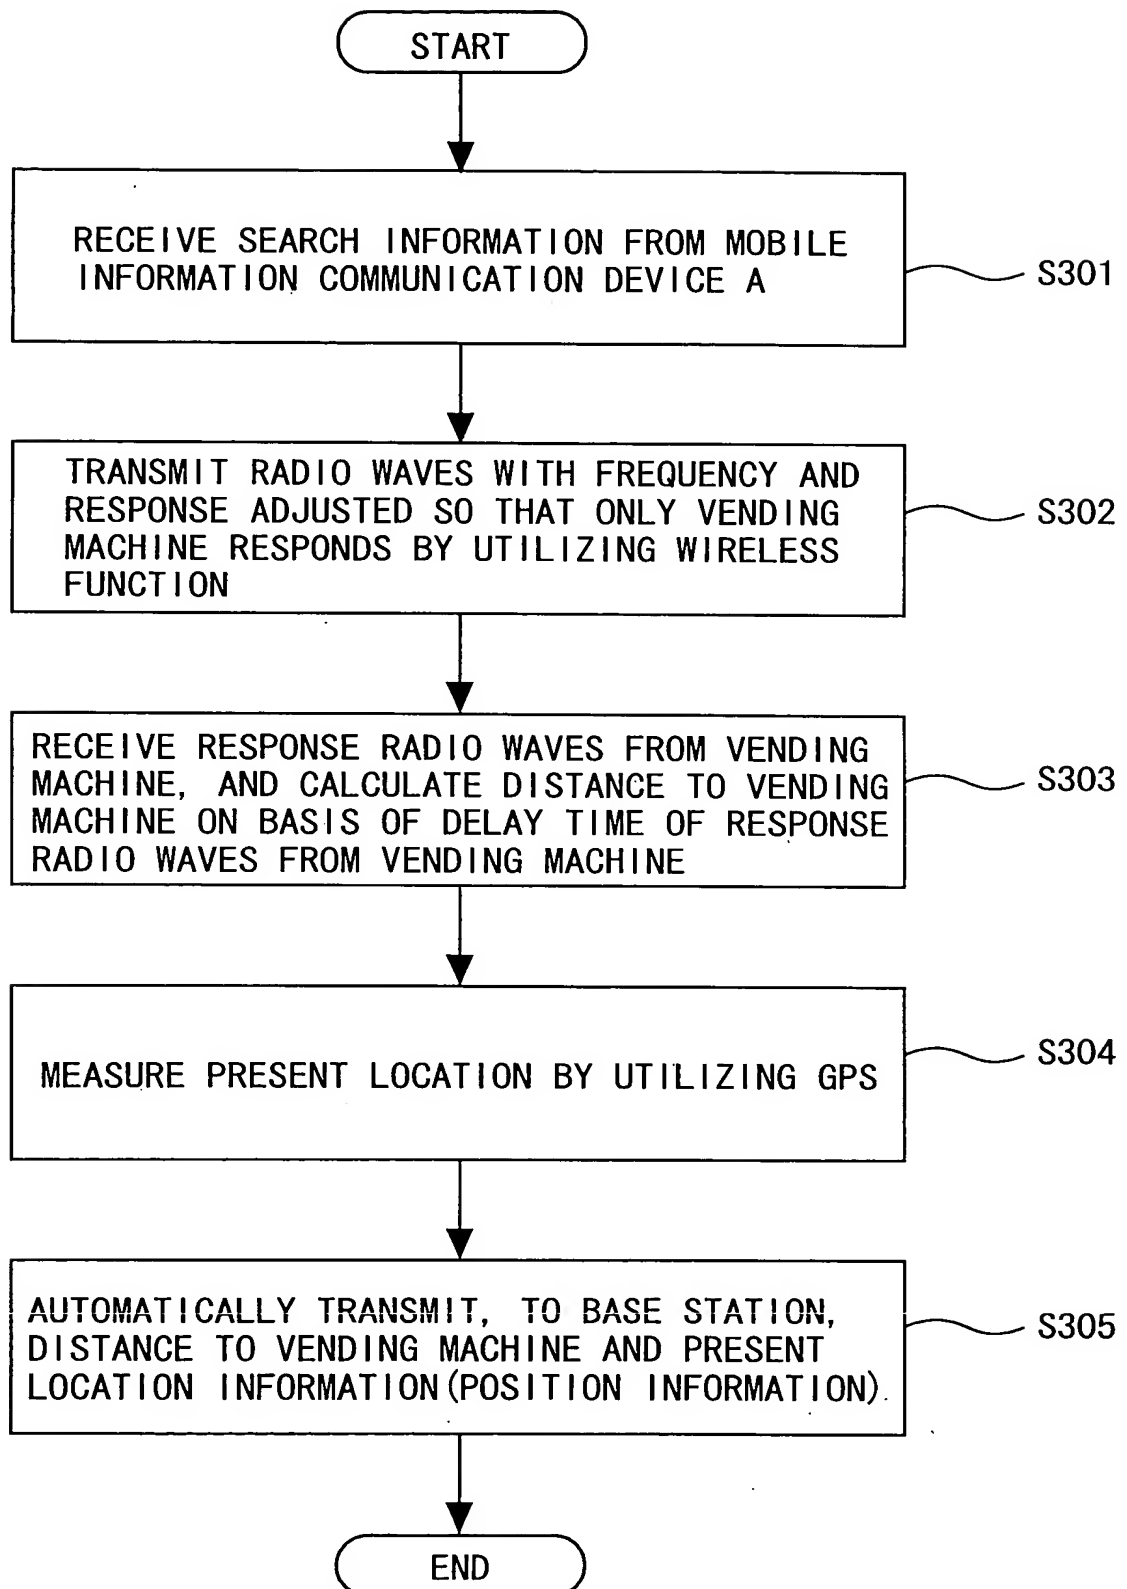 START
RECEIVE SEARCH INFORMATION FROM MOBILE
INFORMATION COMMUNICATION DEVICE A
S301
TRANSMIT RADIO WAVES WITH FREQUENCY AND
RESPONSE ADJUSTED SO THAT ONLY VENDING
MACHINE RESPONDS BY UTILIZING WIRELESS
FUNCTION
S302
RECEIVE RESPONSE RADIO WAVES FROM VENDING
MACHINE, AND CALCULATE DISTANCE TO VENDING
MACHINE ON BASIS OF DELAY TIME OF RESPONSE
RADIO WAVES FROM VENDING MACHINE
S303
MEASURE PRESENT LOCATION BY UTILIZING GPS
S304
AUTOMATICALLY TRANSMIT, TO BASE STATION,
DISTANCE TO VENDING MACHINE AND PRESENT
LOCATION INFORMATION(POSITION INFORMATION).
S305
END